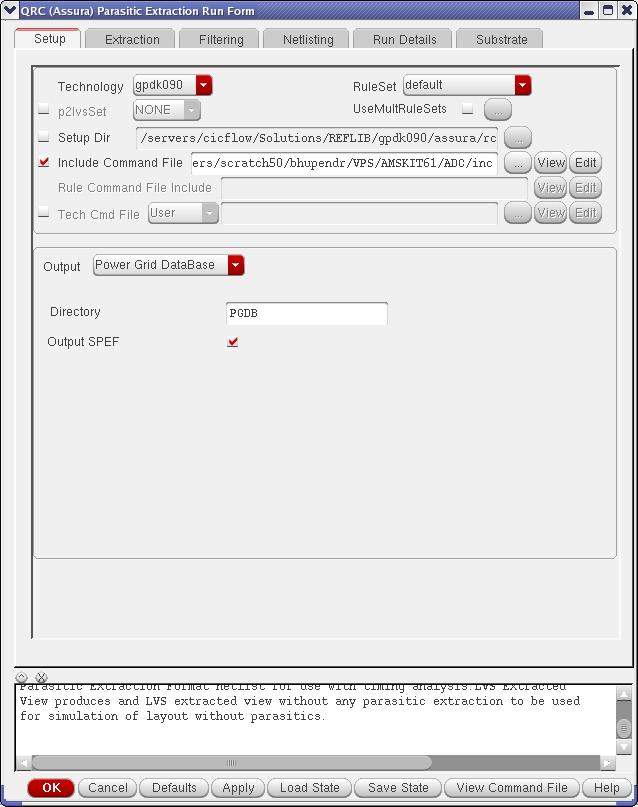 QRC (Assura) Parasitic Extraction Run Form
Setup Extraction Filtering Netlisting Run Details Substrate
Technology gpdk090 RuleSet default
p2lvsSet NONE UseMultRuleSets ...
Setup Dir /servers/cicflow/Solutions/REFLIB/gpdk090/assura/rc ...
Include Command File ers/scratch50/bhupendr/VPS/AMSKIT61/ADC/inc ... View Edit
Rule Command File Include View Edit
Tech Cmd File User ... View Edit
Output Power Grid DataBase
Directory PGDB
Output SPEF
Parasitic Extraction Format netlist for use with timing analysis.LVS Extracted
View produces and LVS extracted view without any parasitic extraction to be used
for simulation of layout without parasitics.
OK Cancel Defaults Apply Load State Save State View Command File Help